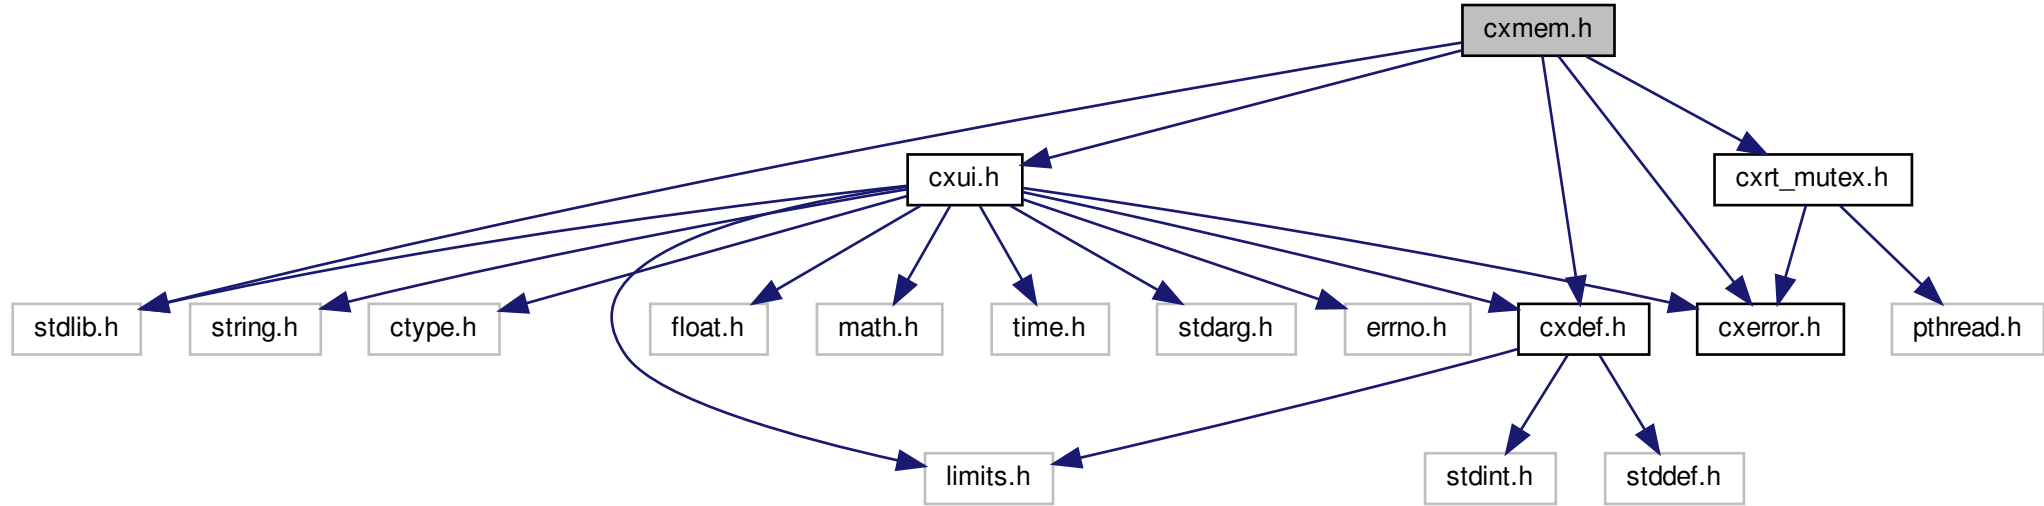 cxmem.h
cxui.h
cxrt_mutex.h
stdlib.h
string.h
ctype.h
float.h
math.h
time.h
stdarg.h
errno.h
cxdef.h
cxerror.h
pthread.h
limits.h
stdint.h
stddef.h